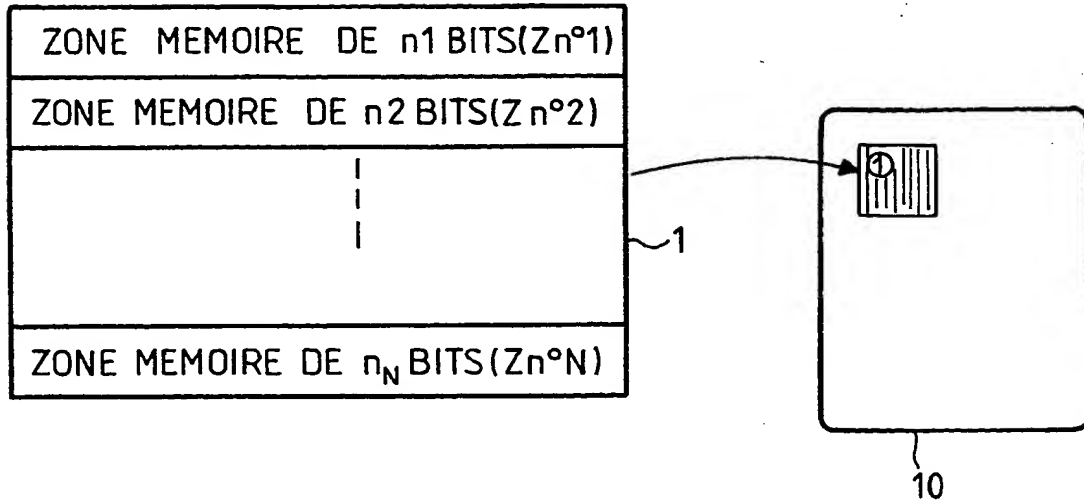 ZONE MEMOIRE DE n1 BITS(Zn°1)
ZONE MEMOIRE DE n2 BITS(Zn°2)
1
1
ZONE MEMOIRE DE nN BITS(Zn°N)
10